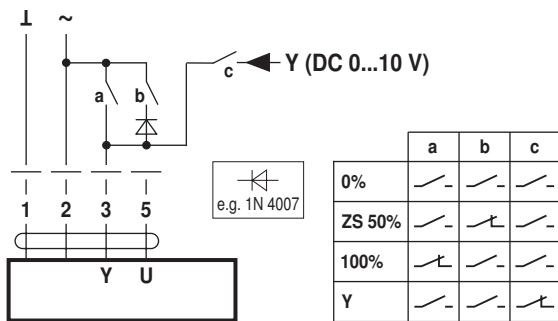 ⊥ ~
a b c Y (DC 0...10 V)
e.g. 1N 4007
1 2 3 5
Y U
a b c
0%
ZS 50%
100%
Y